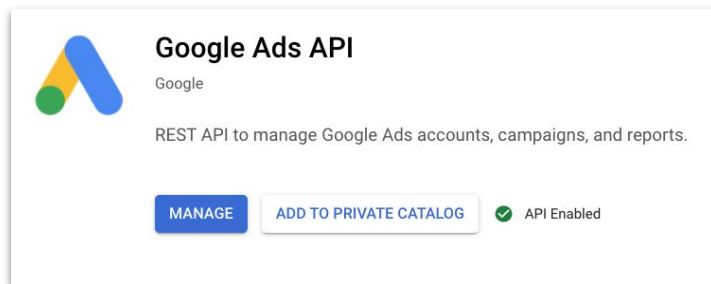 Google Ads API
Google
REST API to manage Google Ads accounts, campaigns, and reports.
MANAGE ADD TO PRIVATE CATALOG API Enabled